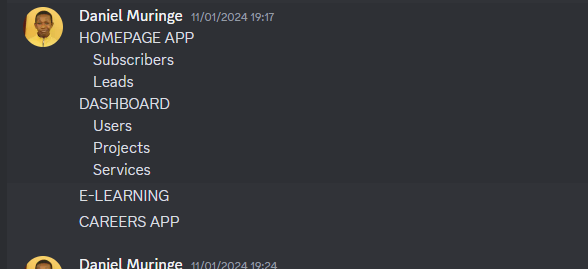 Daniel Muringe 11/01/2024 19:17
HOMEPAGE APP
Subscribers
Leads
DASHBOARD
Users
Projects
Services
E-LEARNING
CAREERS APP
Daniel Muringe 11/01/2024 19:24